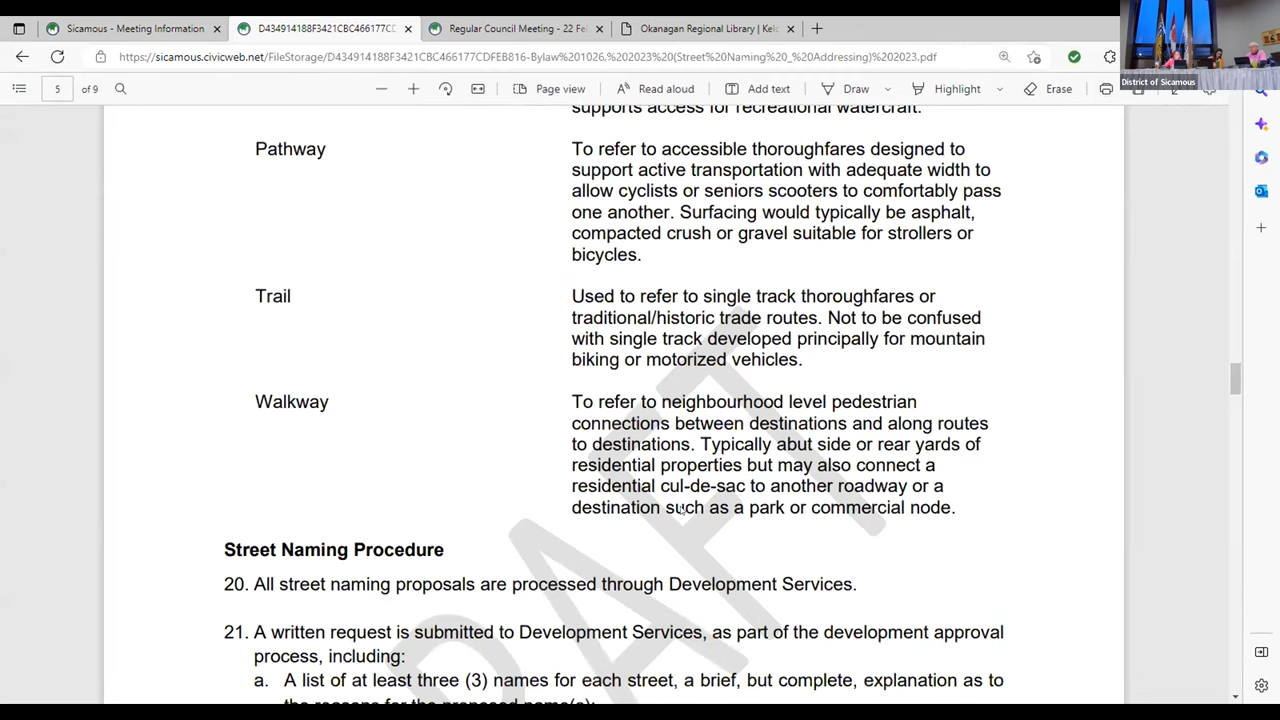 Sicamous - Meeting Information
D434914188F3421CBC466177CD
Regular Council Meeting - 22 Fe
Okanagan Regional Library | Kelo
https://sicamous.civicweb.net/FileStorage/D434914188F3421CBC466177CDFEB816-Bylaw%201026,%202023%20(Street%20Naming%20_%20Addressing)%202023.pdf
District of Sicamous
5 of 9
Page view
Read aloud
Add text
Draw
Highlight
Erase
supports access for recreational watercraft.
Pathway
To refer to accessible thoroughfares designed to
support active transportation with adequate width to
allow cyclists or seniors scooters to comfortably pass
one another. Surfacing would typically be asphalt,
compacted crush or gravel suitable for strollers or
bicycles.
Trail
Used to refer to single track thoroughfares or
traditional/historic trade routes. Not to be confused
with single track developed principally for mountain
biking or motorized vehicles.
Walkway
To refer to neighbourhood level pedestrian
connections between destinations and along routes
to destinations. Typically abut side or rear yards of
residential properties but may also connect a
residential cul-de-sac to another roadway or a
destination such as a park or commercial node.
Street Naming Procedure
20. All street naming proposals are processed through Development Services.
21. A written request is submitted to Development Services, as part of the development approval
process, including:
a. A list of at least three (3) names for each street, a brief, but complete, explanation as to
the reasons for the proposed name(s);